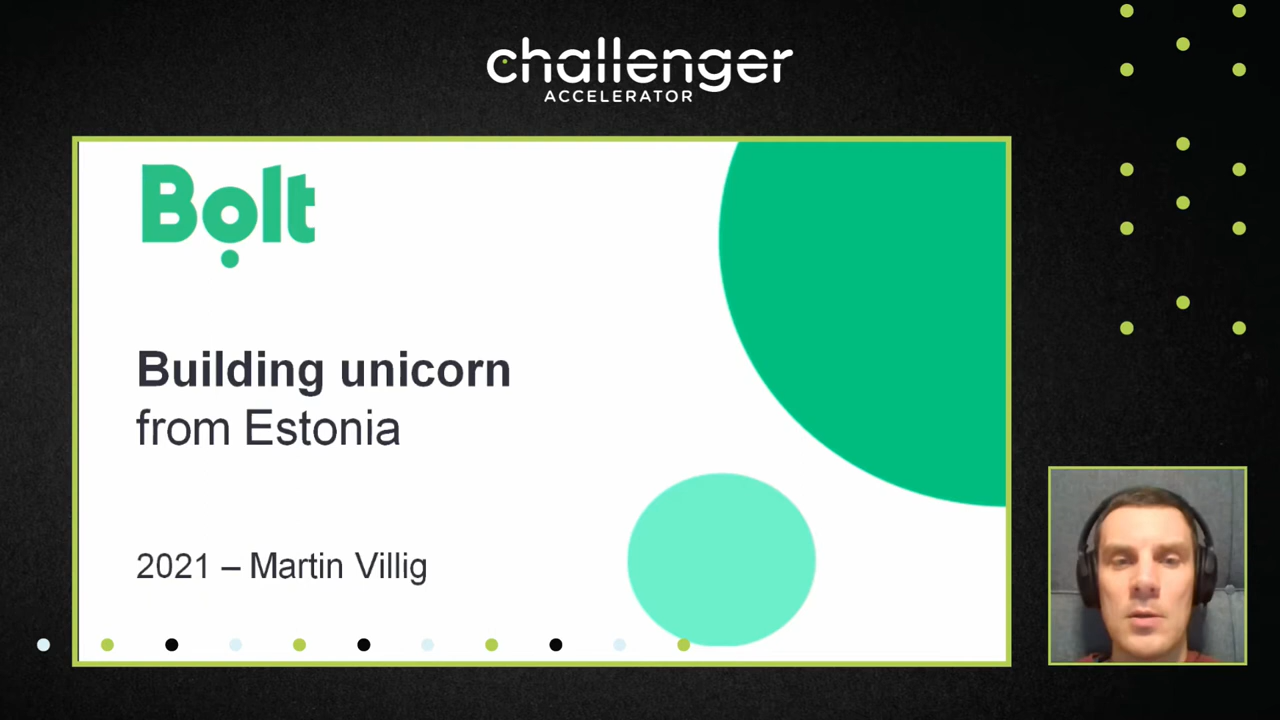 challenger
ACCELERATOR
Bolt
Building unicorn
from Estonia
2021 – Martin Villig